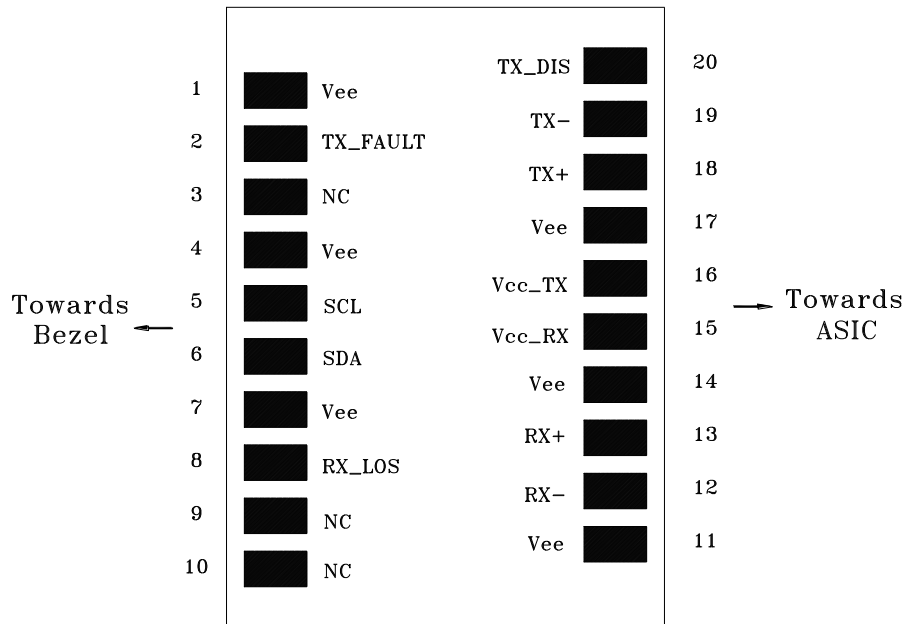 TX_DIS 20
1 Vee
TX- 19
2 TX_FAULT
TX+ 18
3 NC
Vee 17
4 Vee
Vcc_TX 16
5 SCL
Vcc_RX 15
6 SDA
Vee 14
7 Vee
RX+ 13
8 RX_LOS
RX- 12
9 NC
Vee 11
10 NC
Towards
Bezel
Towards
ASIC